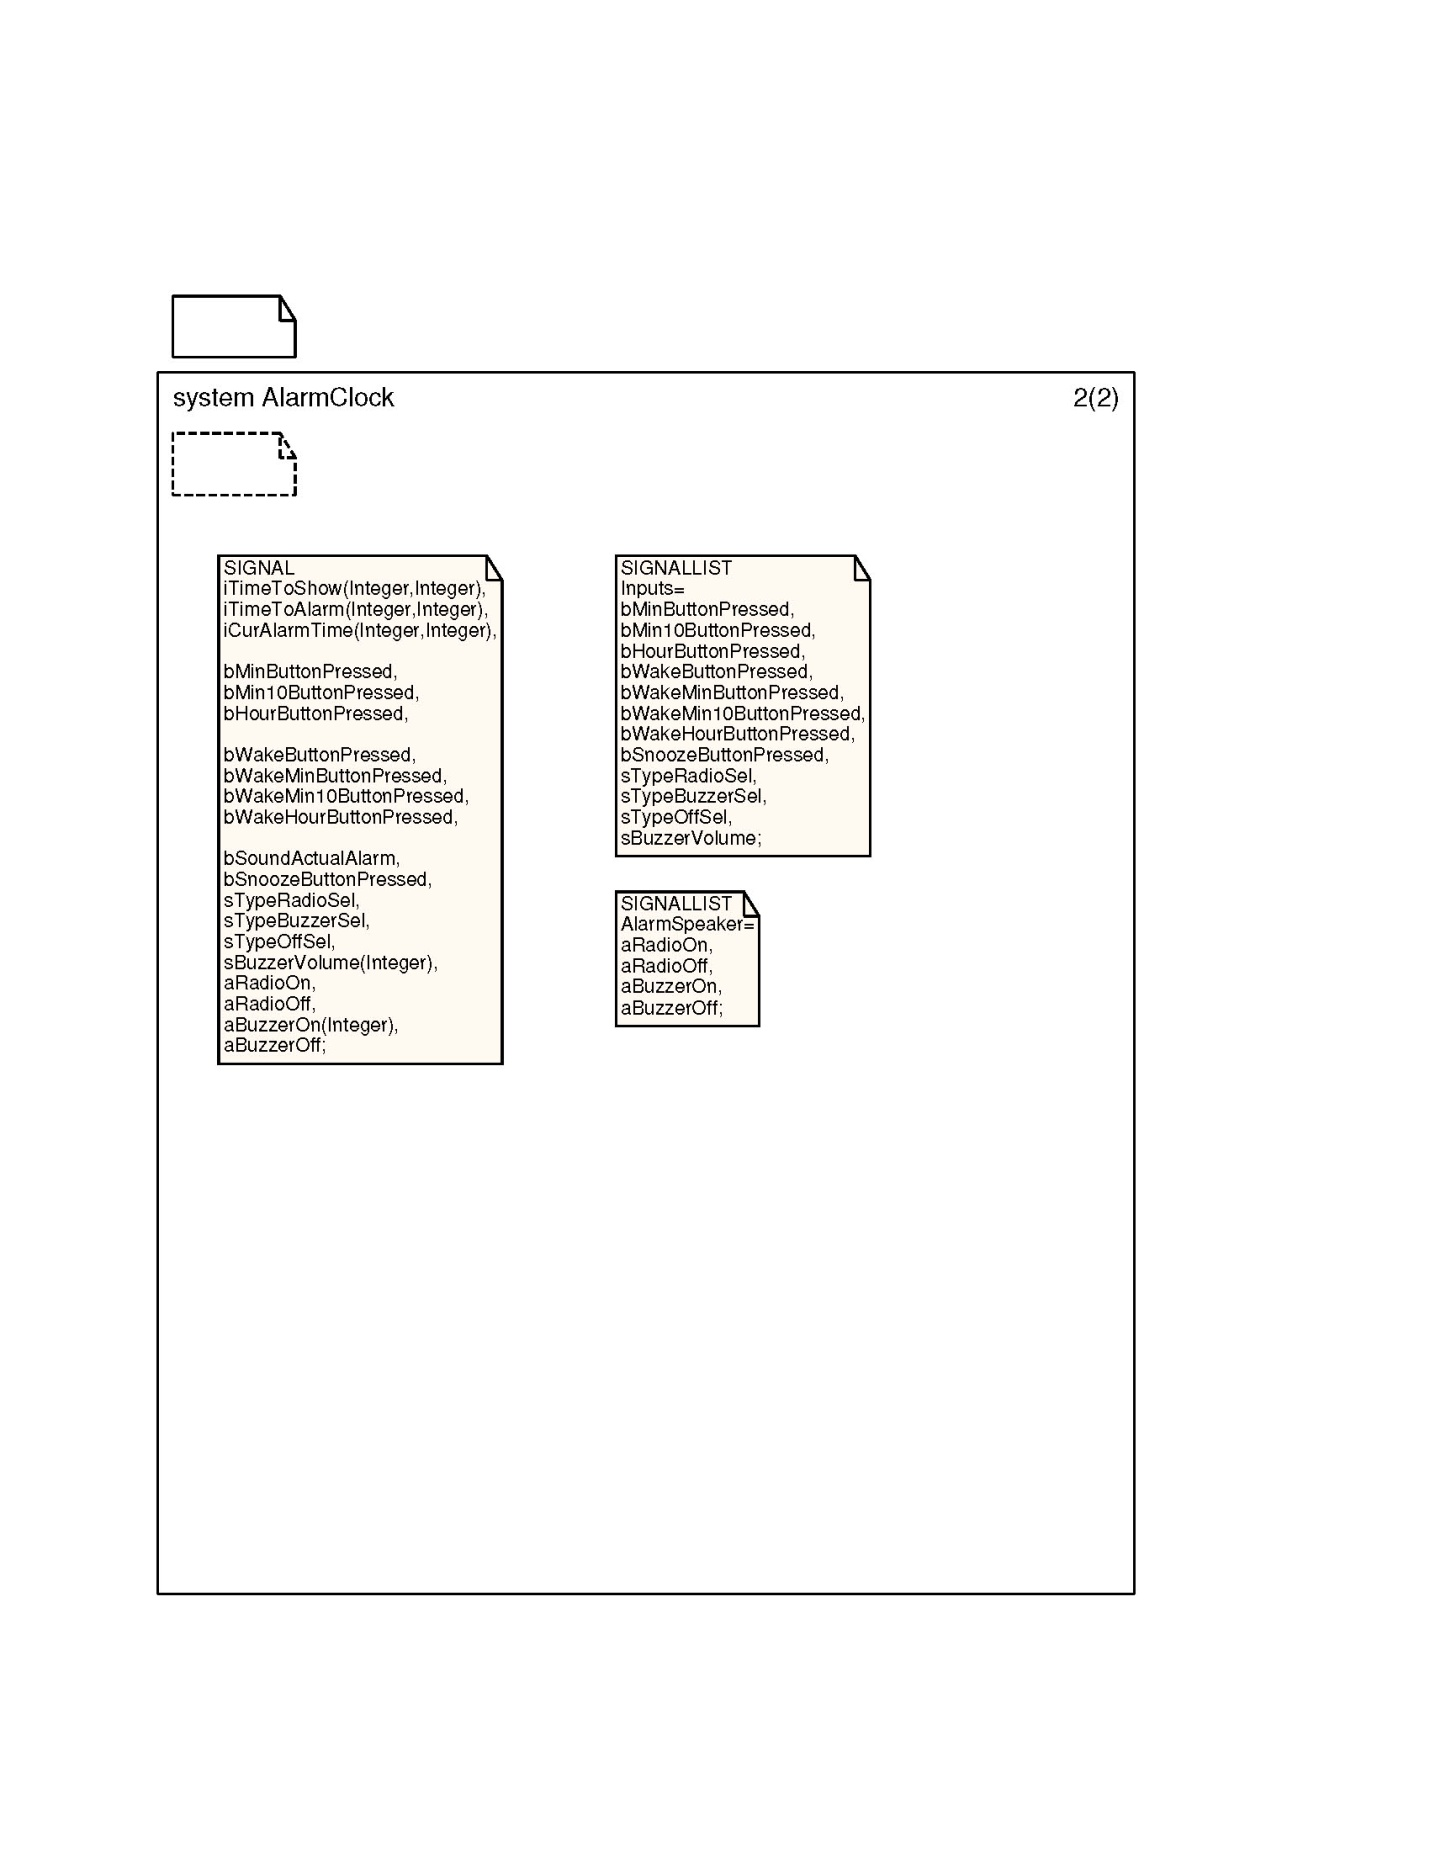 system AlarmClock
2(2)
SIGNAL
iTimeToShow(Integer,Integer),
iTimeToAlarm(Integer,Integer),
iCurAlarmTime(Integer,Integer),
bMinButtonPressed,
bMin10ButtonPressed,
bHourButtonPressed,
bWakeButtonPressed,
bWakeMinButtonPressed,
bWakeMin10ButtonPressed,
bWakeHourButtonPressed,
bSoundActualAlarm,
bSnoozeButtonPressed,
sTypeRadioSel,
sTypeBuzzerSel,
sTypeOffSel,
sBuzzerVolume(Integer),
aRadioOn,
aRadioOff,
aBuzzerOn(Integer),
aBuzzerOff;
SIGNALLIST
Inputs=
bMinButtonPressed,
bMin10ButtonPressed,
bHourButtonPressed,
bWakeButtonPressed,
bWakeMinButtonPressed,
bWakeMin10ButtonPressed,
bWakeHourButtonPressed,
bSnoozeButtonPressed,
sTypeRadioSel,
sTypeBuzzerSel,
sTypeOffSel,
sBuzzerVolume;
SIGNALLIST
AlarmSpeaker=
aRadioOn,
aRadioOff,
aBuzzerOn,
aBuzzerOff;